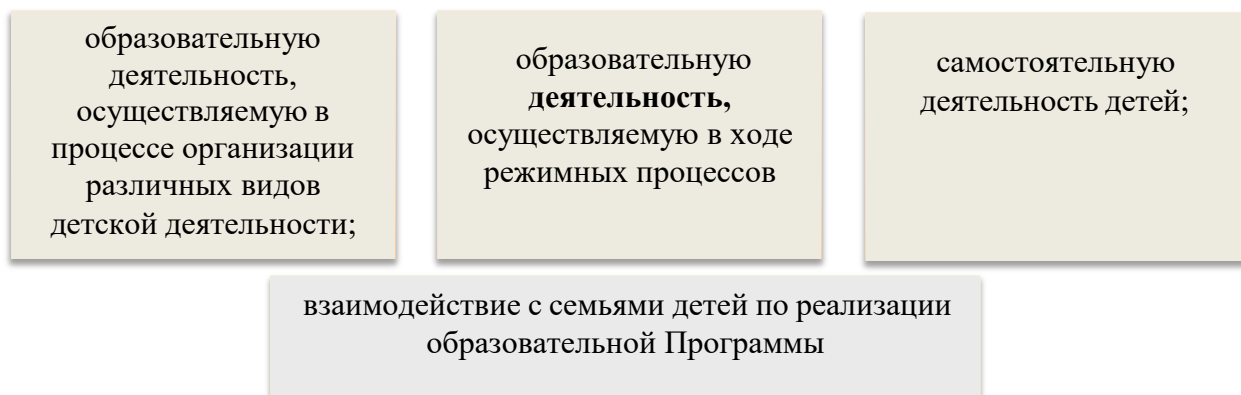 образовательную
деятельность,
осуществляемую в
процессе организации
различных видов
детской деятельности;
образовательную
деятельность,
осуществляемую в ходе
режимных процессов
самостоятельную
деятельность детей;
взаимодействие с семьями детей по реализации
образовательной Программы